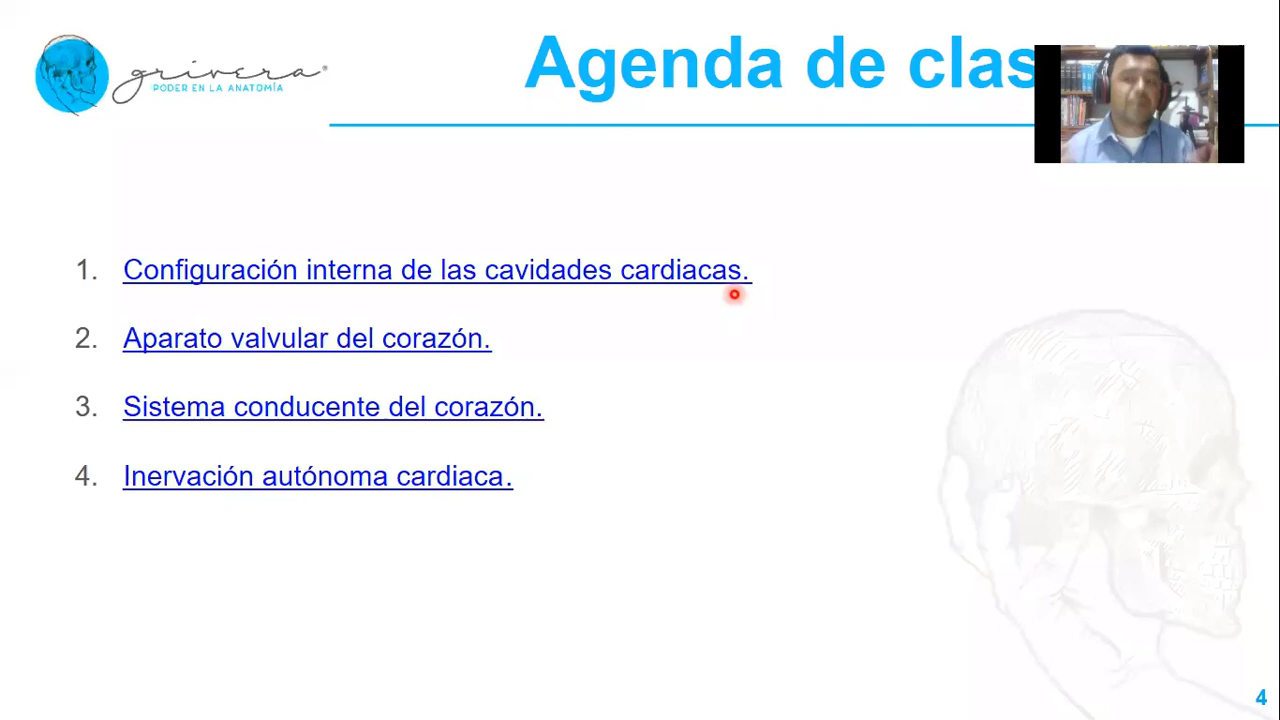 grivera®
PODER EN LA ANATOMÍA
Agenda de clas
1. Configuración interna de las cavidades cardiacas.
2. Aparato valvular del corazón.
3. Sistema conducente del corazón.
4. Inervación autónoma cardiaca.
4